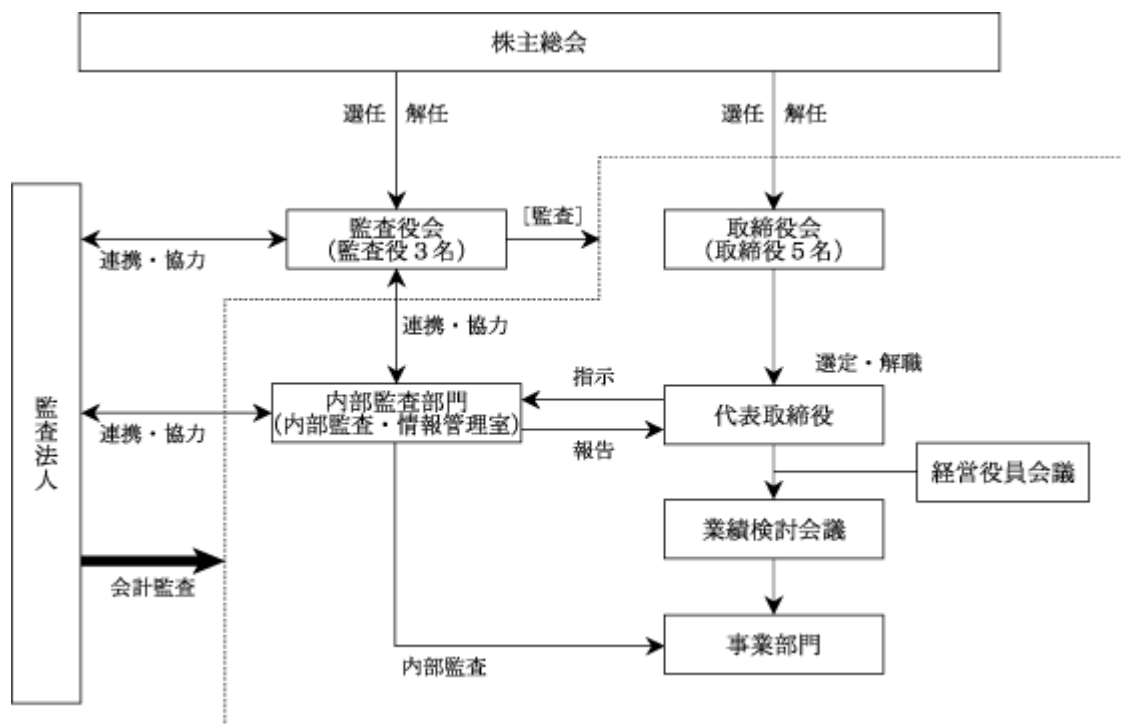 株主総会
選任 解任
選任 解任
監査役会
(監査役3名)
[監査]
取締役会
(取締役5名)
連携・協力
連携・協力
選定・解職
指示
内部監査部門
(内部監査・情報管理室)
代表取締役
連携・協力
報告
監査法人
経営役員会議
業績検討会議
会計監査
事業部門
内部監査